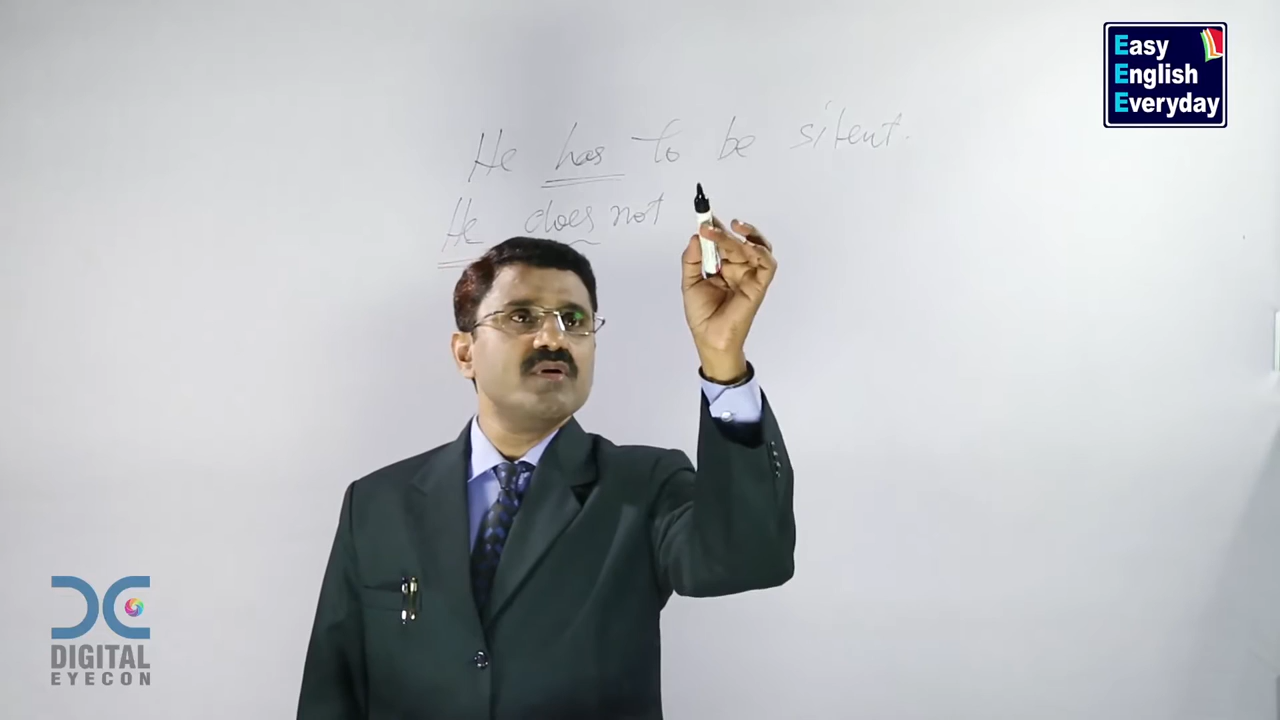 Easy
English
Everyday
He has to be silent.
He does not
DIGITAL
EYECON